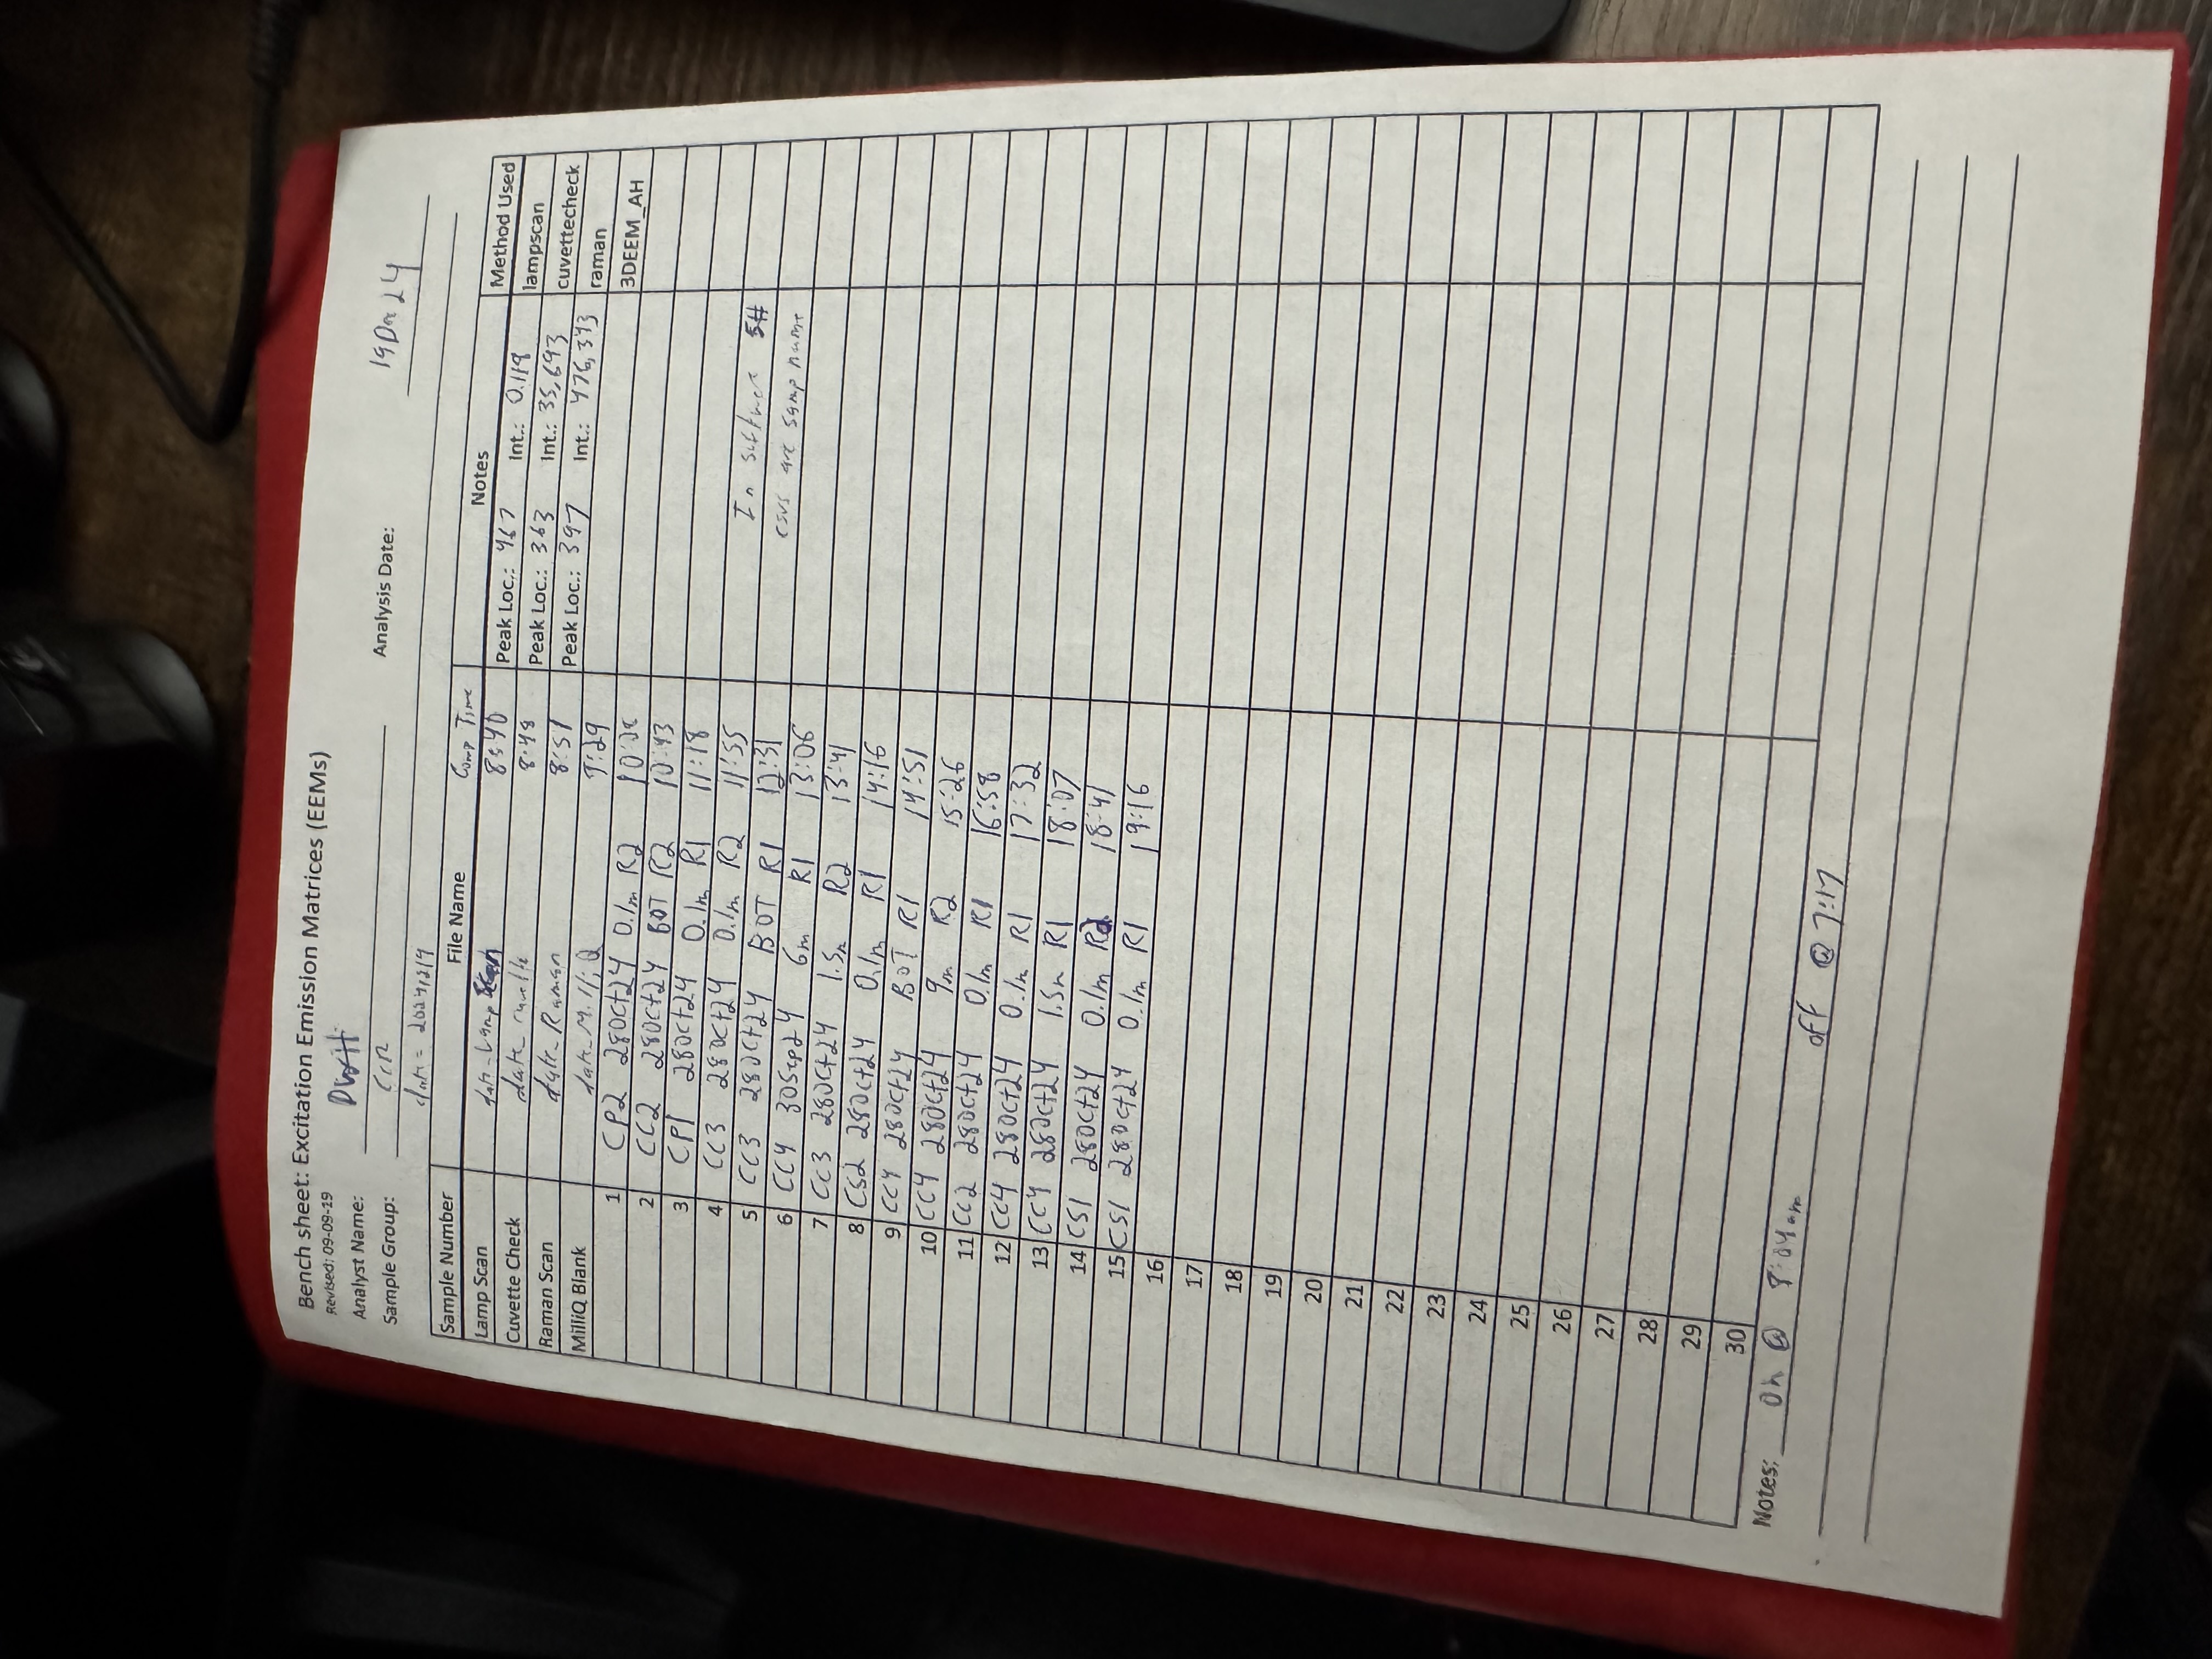 Bench sheet: Excitation Emission Matrices (EEMs)
Revised: 09-09-19
Analyst Name: DWH
Sample Group: CCR Analysis Date: 19Dec24
date = 20241219
Sample Number File Name Comp Time Notes Method Used
Lamp Scan date_Lamp Scan 8:40 Peak Loc.: 467 Int.: 0.119 lampscan
Cuvette Check date_cuvette 8:48 Peak Loc.: 363 Int.: 35,693 cuvettecheck
Raman Scan date_Raman 8:51 Peak Loc.: 397 Int.: 476,373 raman
MilliQ Blank date_MilliQ 9:29 3DEEM_AH
1 CP2 28Oct24 0.1m R2 10:08
2 CC2 28Oct24 BOT R2 10:43
3 CP1 28Oct24 0.1m R1 11:18
4 CC3 28Oct24 0.1m R2 11:55 In software S#
5 CC3 28Oct24 BOT R1 12:31 csvs are samp name
6 CC4 30Sep24 6m R1 13:06
7 CC3 28Oct24 1.5m R2 13:41
8 CS2 28Oct24 0.1m R1 14:16
9 CC4 28Oct24 BOT R1 14:51
10 CC4 28Oct24 9m R2 15:26
11 CC2 28Oct24 0.1m R1 16:58
12 CC4 28Oct24 0.1m R1 17:32
13 CC4 28Oct24 1.5m R1 18:07
14 CS1 28Oct24 0.1m R2 18:41
15 CS1 28Oct24 0.1m R1 19:16
16
17
18
19
20
21
22
23
24
25
26
27
28
29
30
Notes: on @ 8:04am off @ 7:17